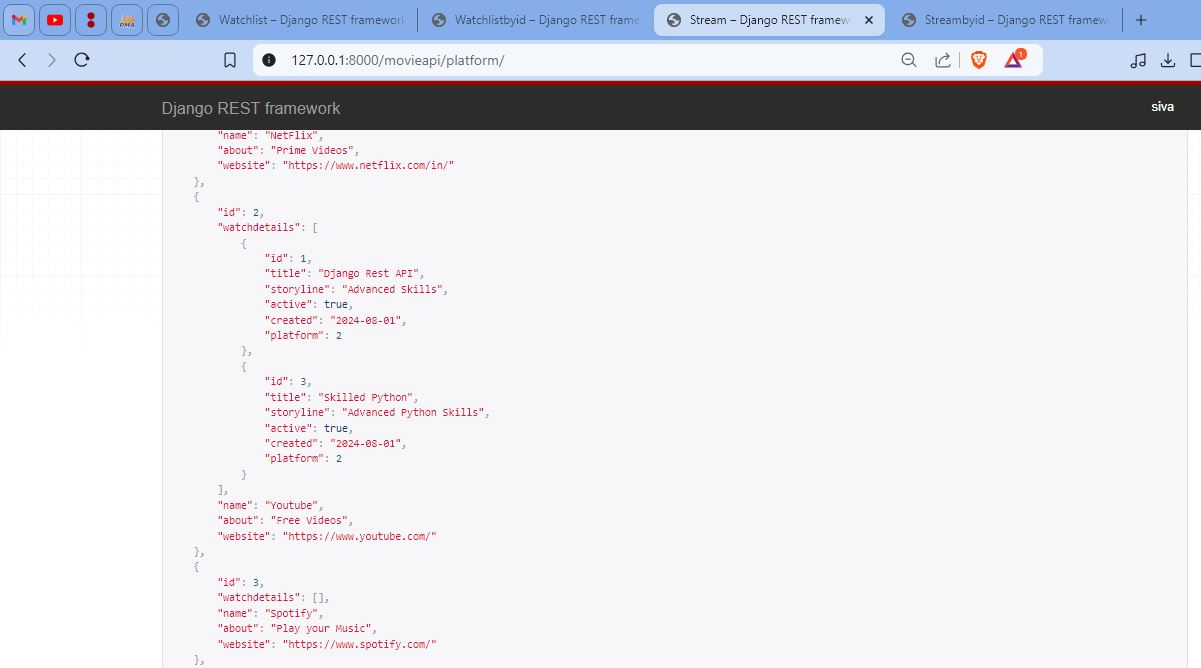 Watchlist – Django REST framework
Watchlistbyid – Django REST frame
Stream – Django REST framew
Streambyid – Django REST framew
127.0.0.1:8000/movieapi/platform/
1
Django REST framework
siva
"name": "NetFlix",
"about": "Prime Videos",
"website": "https://www.netflix.com/in/"
},
{
"id": 2,
"watchdetails": [
{
"id": 1,
"title": "Django Rest API",
"storyline": "Advanced Skills",
"active": true,
"created": "2024-08-01",
"platform": 2
},
{
"id": 3,
"title": "Skilled Python",
"storyline": "Advanced Python Skills",
"active": true,
"created": "2024-08-01",
"platform": 2
}
],
"name": "Youtube",
"about": "Free Videos",
"website": "https://www.youtube.com/"
},
{
"id": 3,
"watchdetails": [],
"name": "Spotify",
"about": "Play your Music",
"website": "https://www.spotify.com/"
},